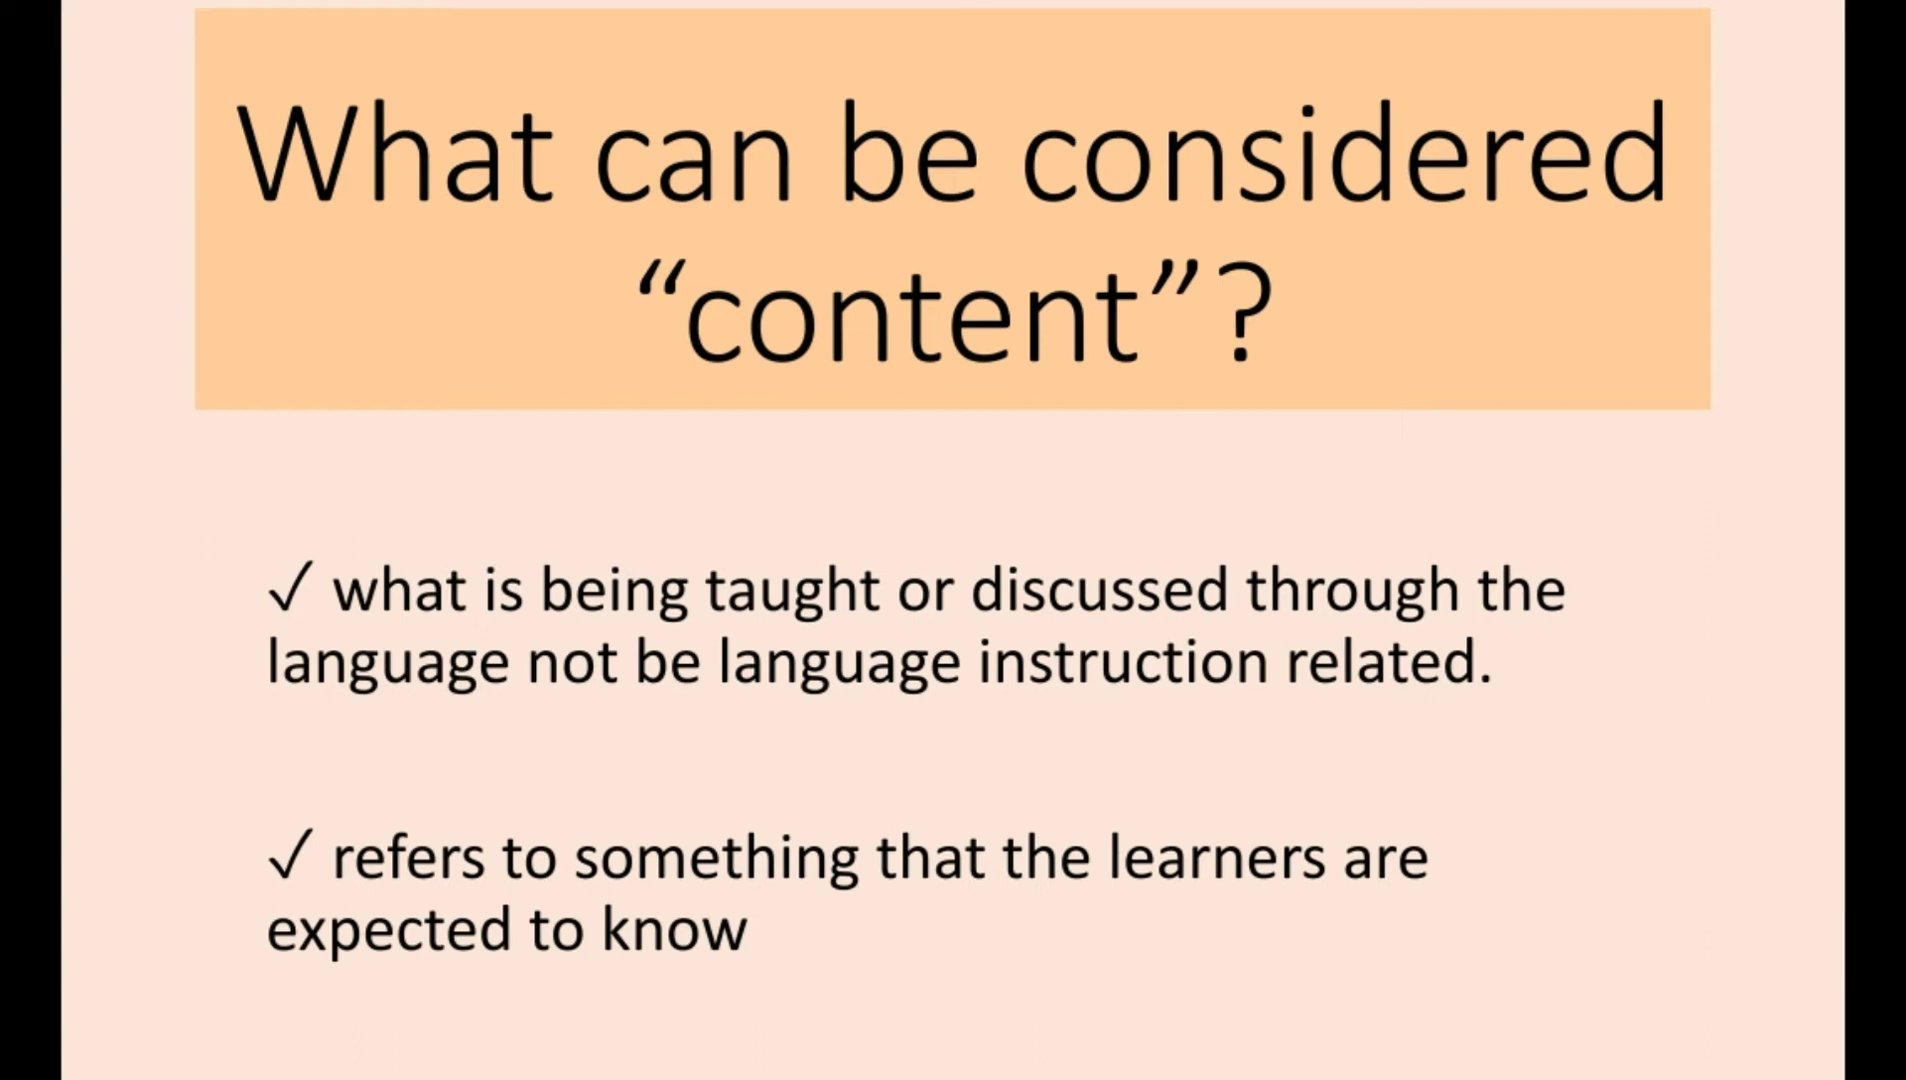 What can be considered
“content”?
✓ what is being taught or discussed through the
language not be language instruction related.
✓ refers to something that the learners are
expected to know